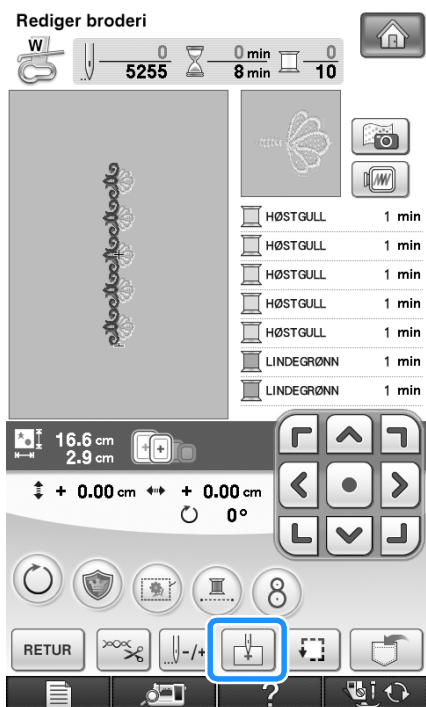 Rediger broderi
W
0 0 min 0
5255 8 min 10
HØSTGULL 1 min
HØSTGULL 1 min
HØSTGULL 1 min
HØSTGULL 1 min
HØSTGULL 1 min
LINDEGRØNN 1 min
LINDEGRØNN 1 min
16.6 cm
2.9 cm
+ 0.00 cm + 0.00 cm
0°
8
RETUR -/+
?